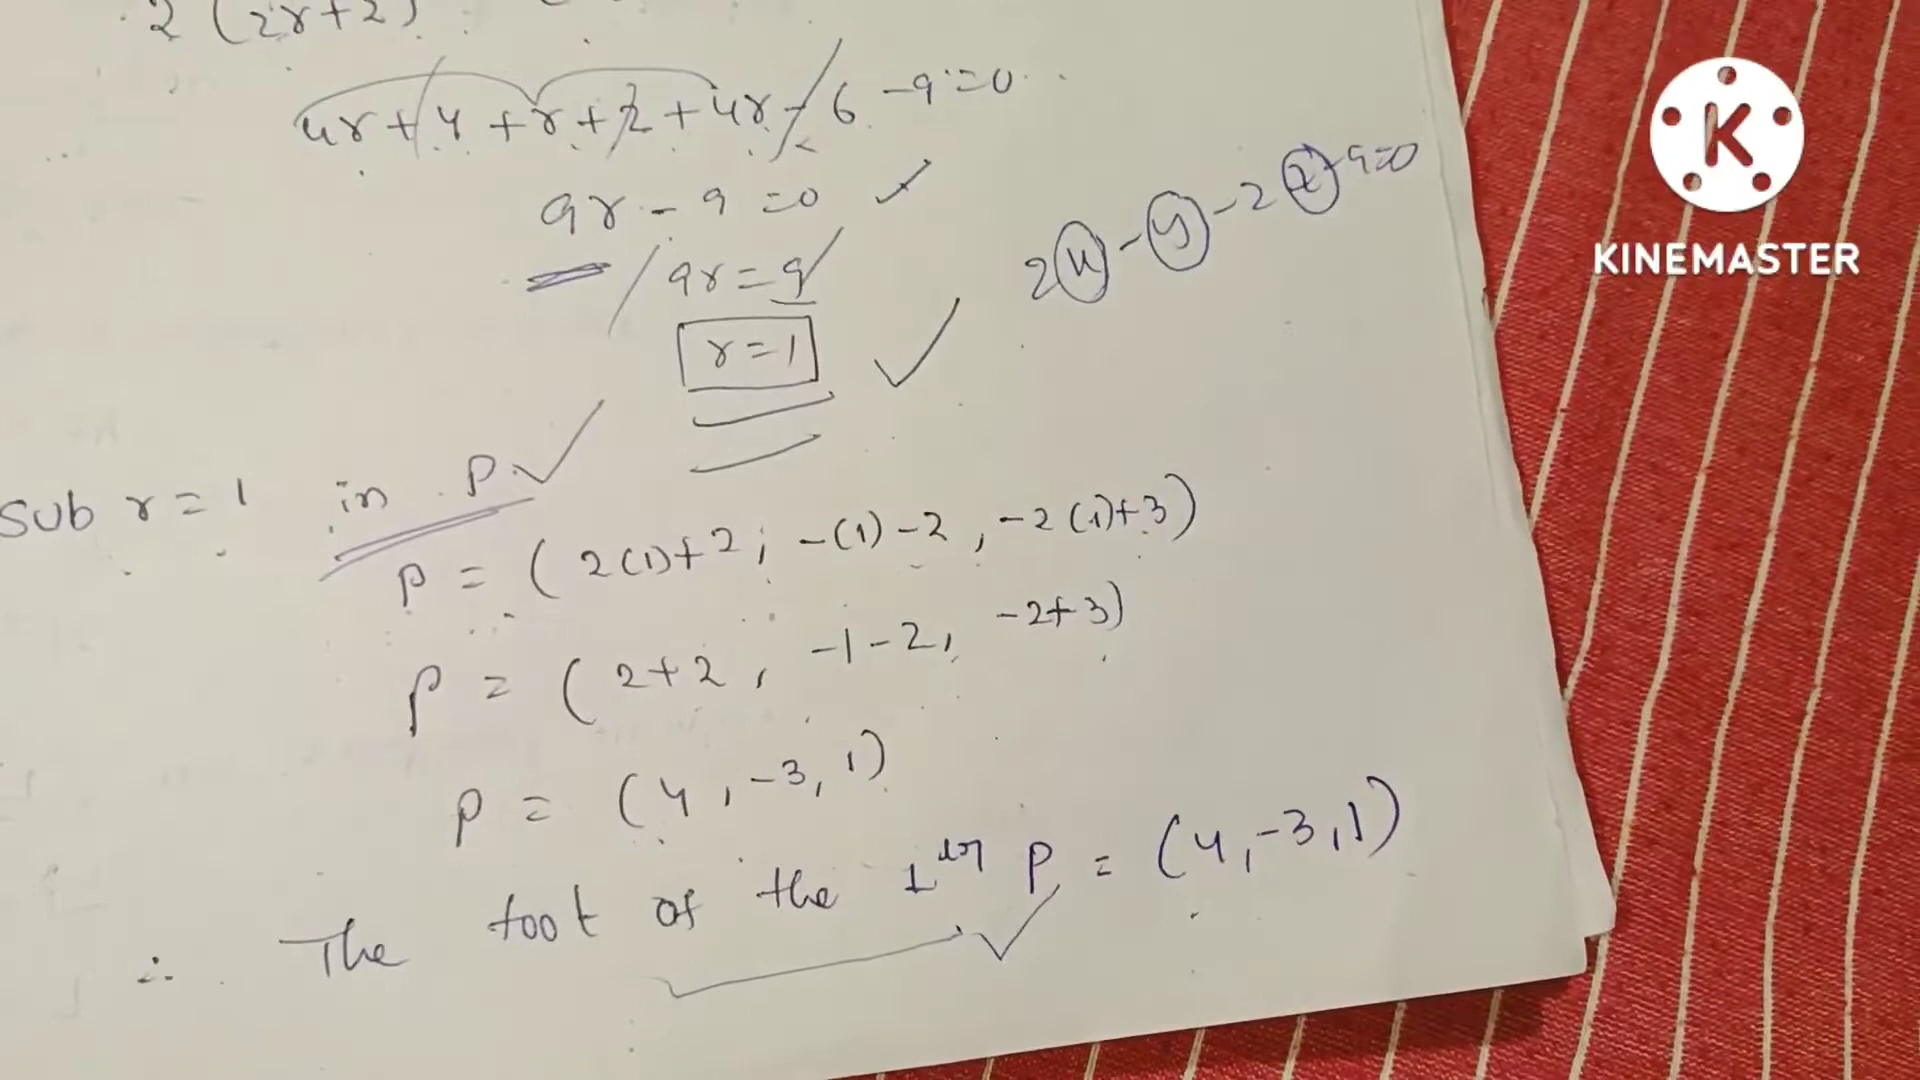 2 (2r+2)
4r+4+r+2+4r-6-9=0
9r-9=0
2x-y-2z-9=0
9r=9
r=1
Sub r=1 in P.
P = (2(1)+2, -(1)-2, -2(1)+3)
P = (2+2, -1-2, -2+3)
P = (4, -3, 1)
∴ The foot of the P = (4, -3, 1)
K
KINEMASTER